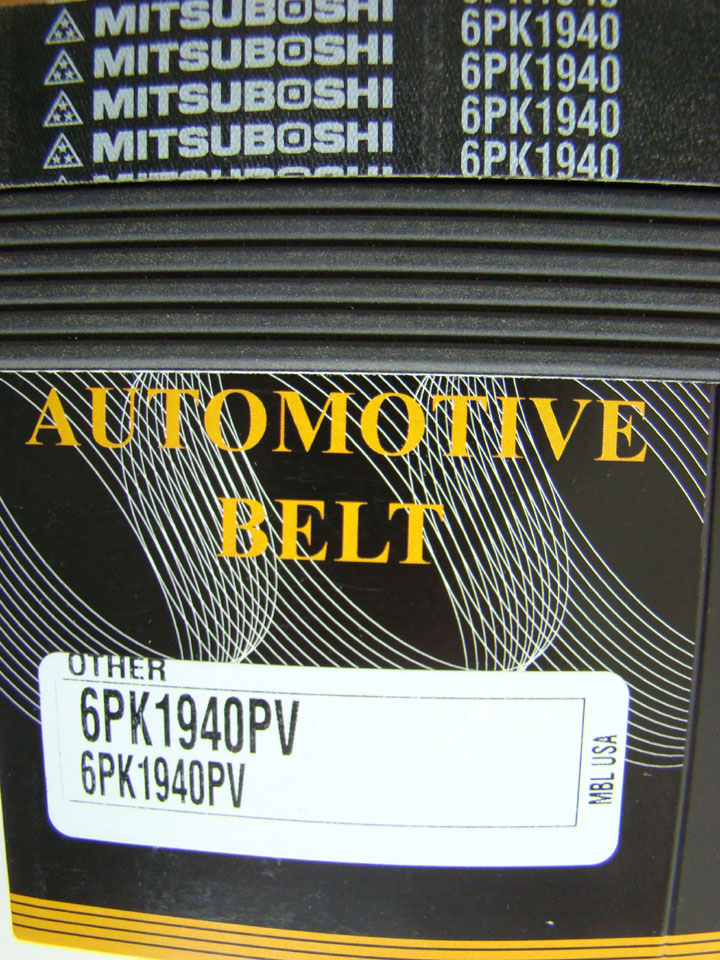 MITSUBOSHI 6PK1940
MITSUBOSHI 6PK1940
MITSUBOSHI 6PK1940
MITSUBOSHI 6PK1940
AUTOMOTIVE
BELT
OTHER
6PK1940PV
6PK1940PV
MBL USA